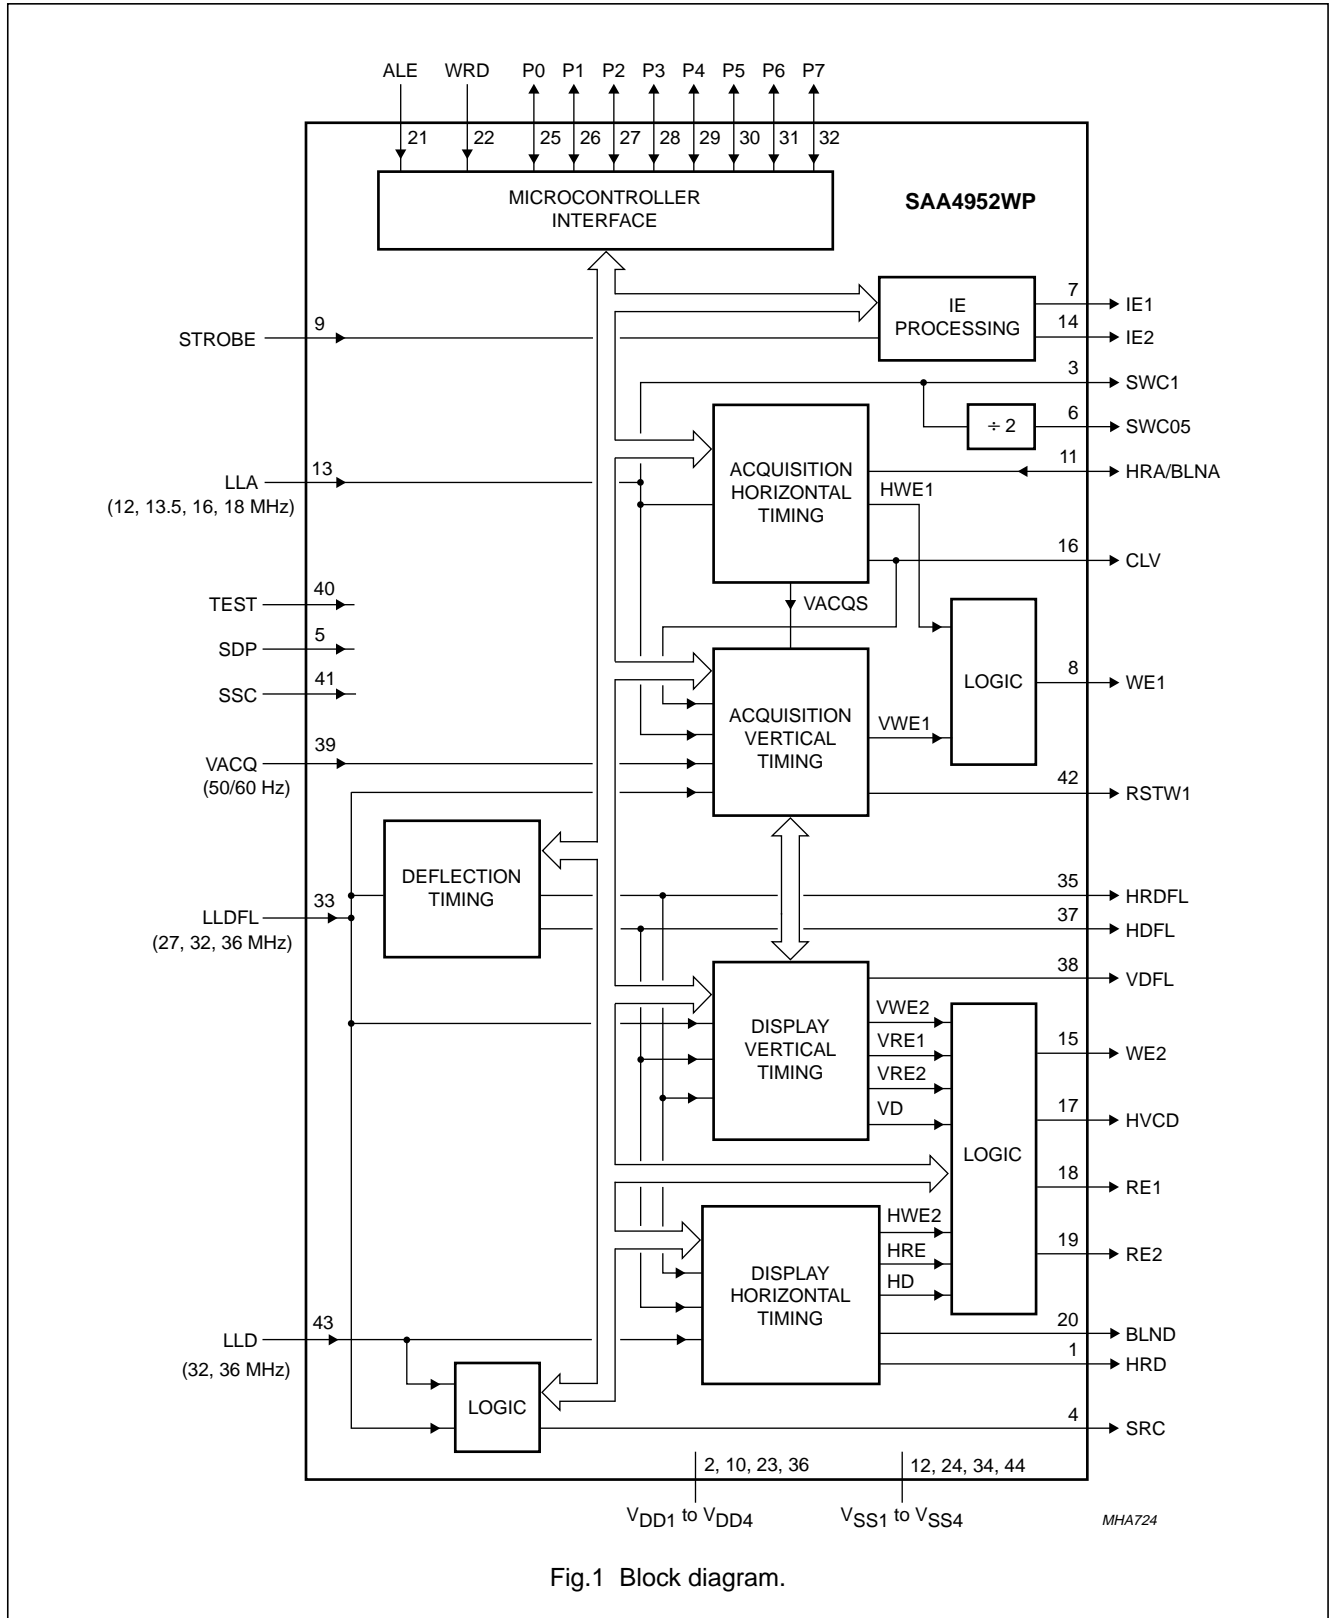 ALE WRD P0 P1 P2 P3 P4 P5 P6 P7
21 22 25 26 27 28 29 30 31 32
MICROCONTROLLER
INTERFACE
SAA4952WP
IE
PROCESSING
7 IE1
14 IE2
STROBE 9
3 SWC1
÷ 2
6 SWC05
LLA 13
(12, 13.5, 16, 18 MHz)
ACQUISITION
HORIZONTAL
TIMING
11 HRA/BLNA
HWE1
16 CLV
VACQS
TEST 40
SDP 5
SSC 41
LOGIC
8 WE1
ACQUISITION
VERTICAL
TIMING
VWE1
VACQ 39
(50/60 Hz)
42 RSTW1
DEFLECTION
TIMING
LLDFL 33
(27, 32, 36 MHz)
35 HRDFL
37 HDFL
38 VDFL
DISPLAY
VERTICAL
TIMING
VWE2
VRE1
VRE2
VD
LOGIC
15 WE2
17 HVCD
18 RE1
19 RE2
DISPLAY
HORIZONTAL
TIMING
HWE2
HRE
HD
20 BLND
1 HRD
LLD 43
(32, 36 MHz)
LOGIC
4 SRC
2, 10, 23, 36
12, 24, 34, 44
VDD1 to VDD4
VSS1 to VSS4
MHA724
Fig.1 Block diagram.